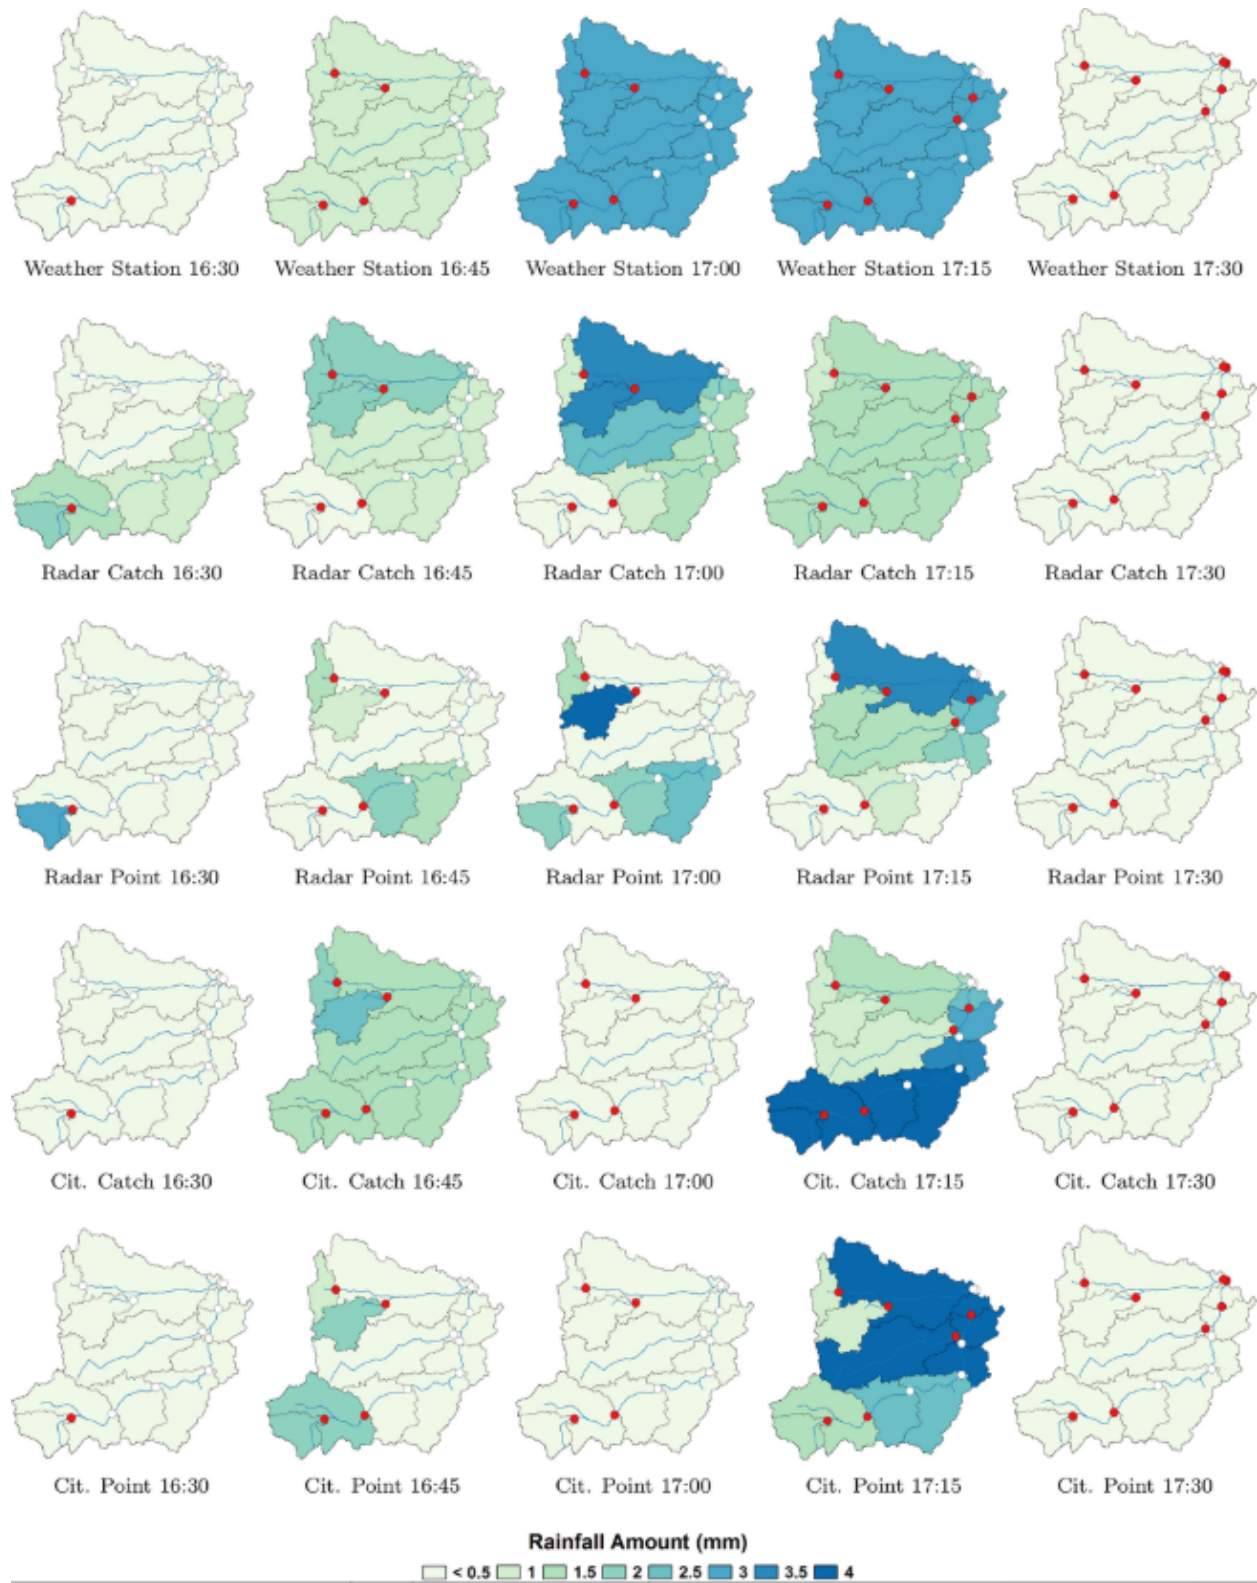 Weather Station 16:30 Weather Station 16:45 Weather Station 17:00 Weather Station 17:15 Weather Station 17:30
Radar Catch 16:30 Radar Catch 16:45 Radar Catch 17:00 Radar Catch 17:15 Radar Catch 17:30
Radar Point 16:30 Radar Point 16:45 Radar Point 17:00 Radar Point 17:15 Radar Point 17:30
Cit. Catch 16:30 Cit. Catch 16:45 Cit. Catch 17:00 Cit. Catch 17:15 Cit. Catch 17:30
Cit. Point 16:30 Cit. Point 16:45 Cit. Point 17:00 Cit. Point 17:15 Cit. Point 17:30
Rainfall Amount (mm)
< 0.5 1 1.5 2 2.5 3 3.5 4